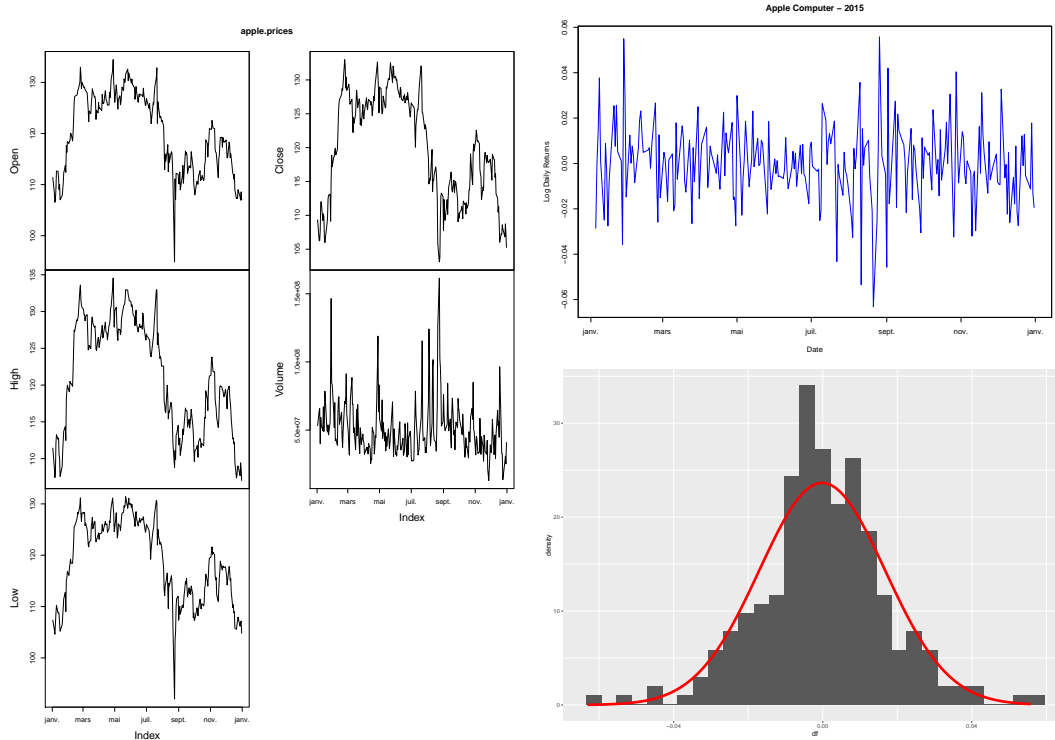 apple.prices
Open
100 110 120 130
High
110 115 120 125 130 135
Low
100 110 120 130
janv. mars mai juil. sept. nov. janv.
Index
Close
105 110 115 120 125 130
Volume
5.0e+07 1.0e+08 1.5e+08
janv. mars mai juil. sept. nov. janv.
Index
Apple Computer – 2015
Log Daily Returns
−0.06 −0.04 −0.02 0.00 0.02 0.04 0.06
janv. mars mai juil. sept. nov. janv.
Date
density
30
20
10
0
−0.04 0.00 0.04
df